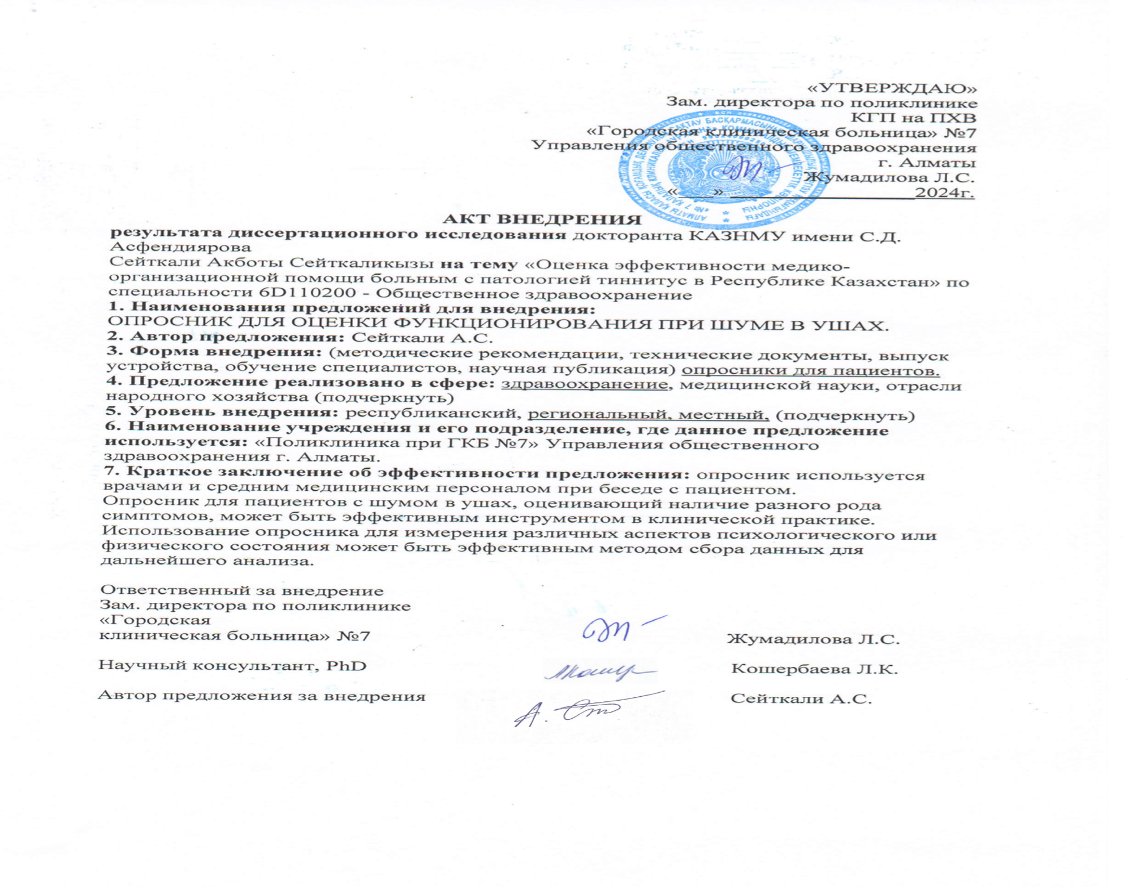 «УТВЕРЖДАЮ»
Зам. директора по поликлинике
КГП на ПХВ
«Городская клиническая больница» №7
Управления общественного здравоохранения
г. Алматы
Жумадилова Л.С.
«____» ____________________2024г.
АКТ ВНЕДРЕНИЯ
результата диссертационного исследования докторанта КАЗНМУ имени С.Д.
Асфендиярова
Сейткали Акботы Сейткаликызы на тему «Оценка эффективности медико-
организационной помощи больным с патологией тиннитус в Республике Казахстан» по
специальности 6D110200 - Общественное здравоохранение
1. Наименования предложений для внедрения:
ОПРОСНИК ДЛЯ ОЦЕНКИ ФУНКЦИОНИРОВАНИЯ ПРИ ШУМЕ В УШАХ.
2. Автор предложения: Сейткали А.С.
3. Форма внедрения: (методические рекомендации, технические документы, выпуск
устройства, обучение специалистов, научная публикация) опросники для пациентов.
4. Предложение реализовано в сфере: здравоохранение, медицинской науки, отрасли
народного хозяйства (подчеркнуть)
5. Уровень внедрения: республиканский, региональный, местный, (подчеркнуть)
6. Наименование учреждения и его подразделение, где данное предложение
используется: «Поликлиника при ГКБ №7» Управления общественного
здравоохранения г. Алматы.
7. Краткое заключение об эффективности предложения: опросник используется
врачами и средним медицинским персоналом при беседе с пациентом.
Опросник для пациентов с шумом в ушах, оценивающий наличие разного рода
симптомов, может быть эффективным инструментом в клинической практике.
Использование опросника для измерения различных аспектов психологического или
физического состояния может быть эффективным методом сбора данных для
дальнейшего анализа.
Ответственный за внедрение
Зам. директора по поликлинике
«Городская
клиническая больница» №7 Жумадилова Л.С.
Научный консультант, PhD Кошербаева Л.К.
Автор предложения за внедрения Сейткали А.С.